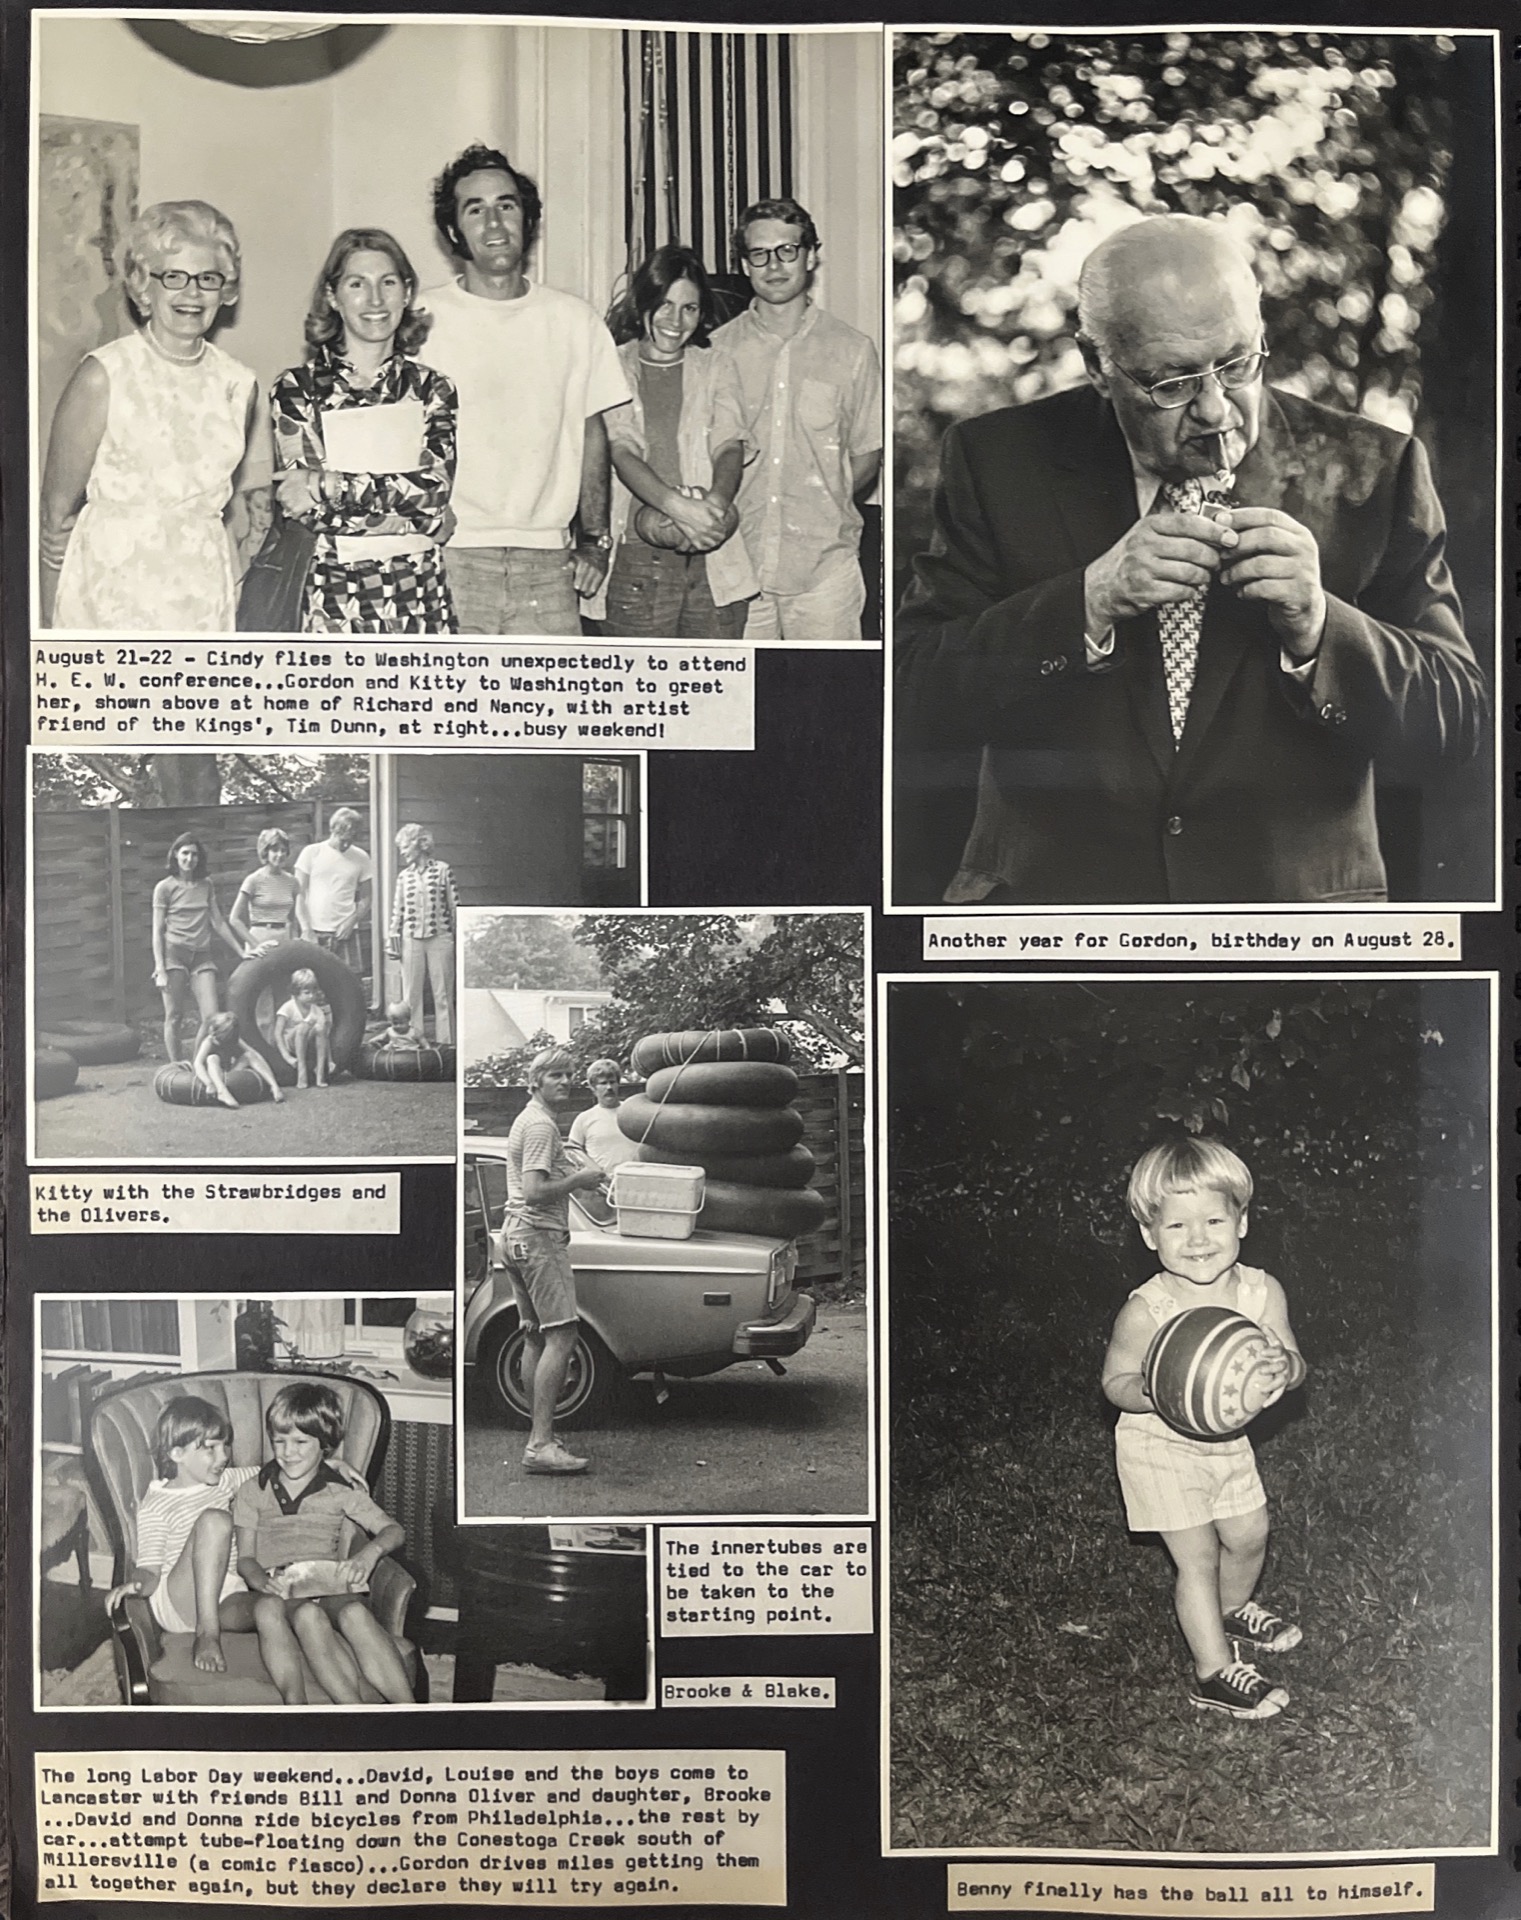 August 21-22 - Cindy flies to Washington unexpectedly to attend
H. E. W. conference...Gordon and Kitty to Washington to greet
her, shown above at home of Richard and Nancy, with artist
friend of the Kings', Tim Dunn, at right...busy weekend!
Another year for Gordon, birthday on August 28.
Kitty with the Strawbridges and
the Olivers.
The innertubes are
tied to the car to
be taken to the
starting point.
Brooke & Blake.
The long Labor Day weekend...David, Louise and the boys come to
Lancaster with friends Bill and Donna Oliver and daughter, Brooke
...David and Donna ride bicycles from Philadelphia...the rest by
car...attempt tube-floating down the Conestoga Creek south of
Millersville (a comic fiasco)...Gordon drives miles getting them
all together again, but they declare they will try again.
Benny finally has the ball all to himself.